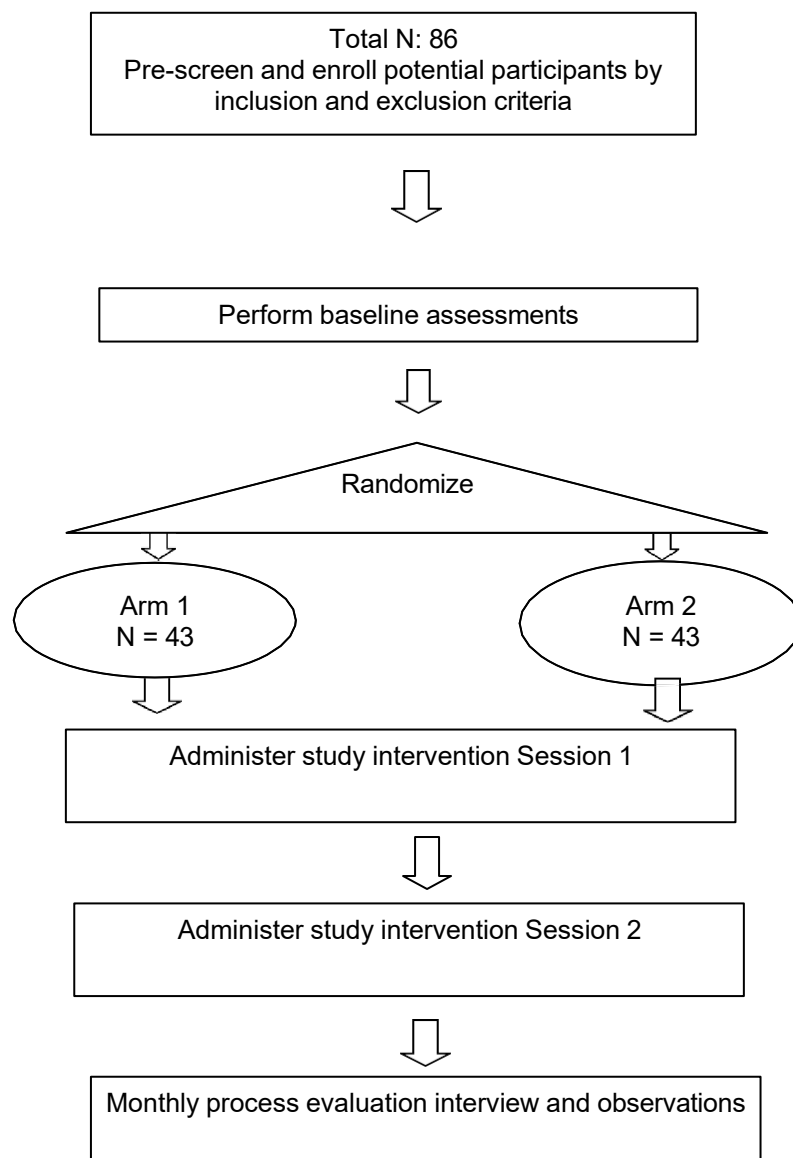 Total N: 86
Pre-screen and enroll potential participants by
inclusion and exclusion criteria
Perform baseline assessments
Randomize
Arm 1
N = 43
Arm 2
N = 43
Administer study intervention Session 1
Administer study intervention Session 2
Monthly process evaluation interview and observations